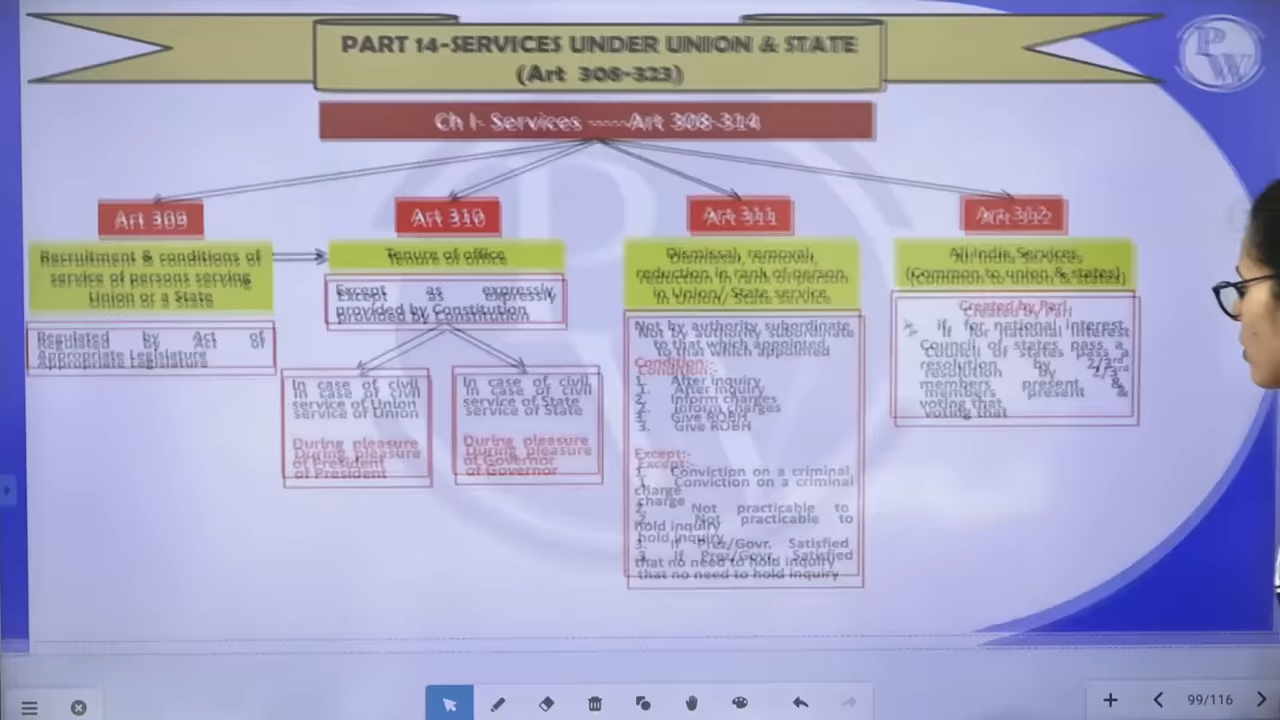 PART 14-SERVICES UNDER UNION & STATE
(Art 308-323)
PW
Ch I- Services -----Art 308-314
Art 309
Recruitment & conditions of
service of persons serving
Union or a State
Regulated by Act of
Appropriate Legislature
Art 310
Tenure of office
Except as expressly
provided by Constitution
In case of civil
service of Union
During pleasure
of President
In case of civil
service of State
During pleasure
of Governor
Art 311
Dismissal, removal,
reduction in rank of person
in Union/ State service
Not by authority subordinate
to that which appointed
Condition:-
1. After inquiry
2. Inform charges
3. Give ROBH
Except:-
1. Conviction on a criminal
charge
2. Not practicable to
hold inquiry
3. If Prez/Govr. Satisfied
that no need to hold inquiry
Art 312
All India Services
(Common to union & states)
Created by Parl
if for national interest
Council of states pass a
resolution by 2/3rd
members present &
voting that
99/116